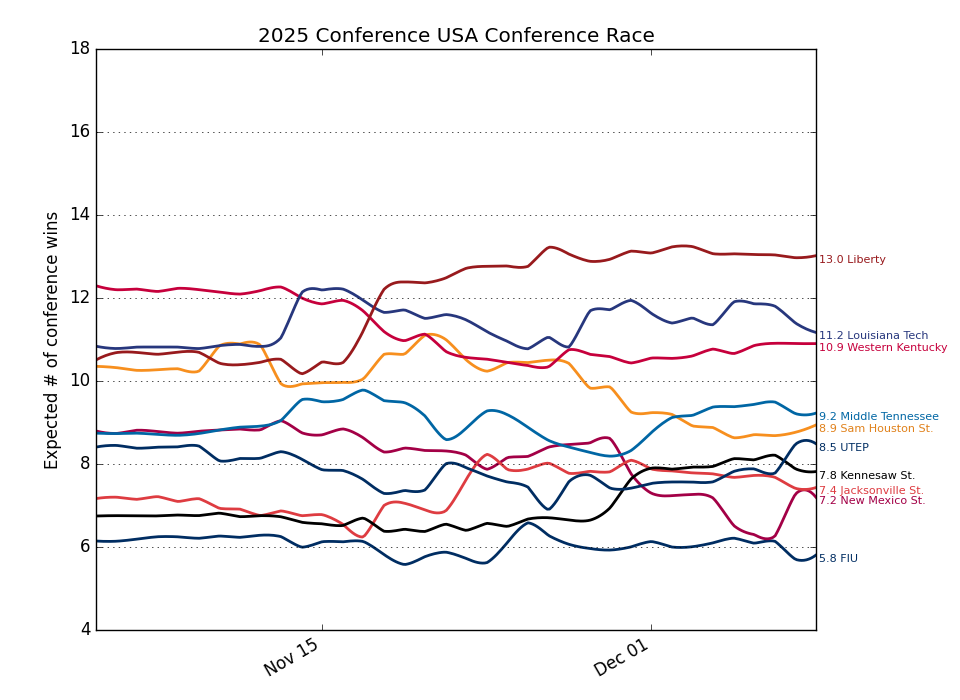 2025 Conference USA Conference Race
Expected # of conference wins
18
16
14
12
10
8
6
4
Nov 15
Dec 01
13.0 Liberty
11.2 Louisiana Tech
10.9 Western Kentucky
9.2 Middle Tennessee
8.9 Sam Houston St.
8.5 UTEP
7.8 Kennesaw St.
7.4 Jacksonville St.
7.2 New Mexico St.
5.8 FIU